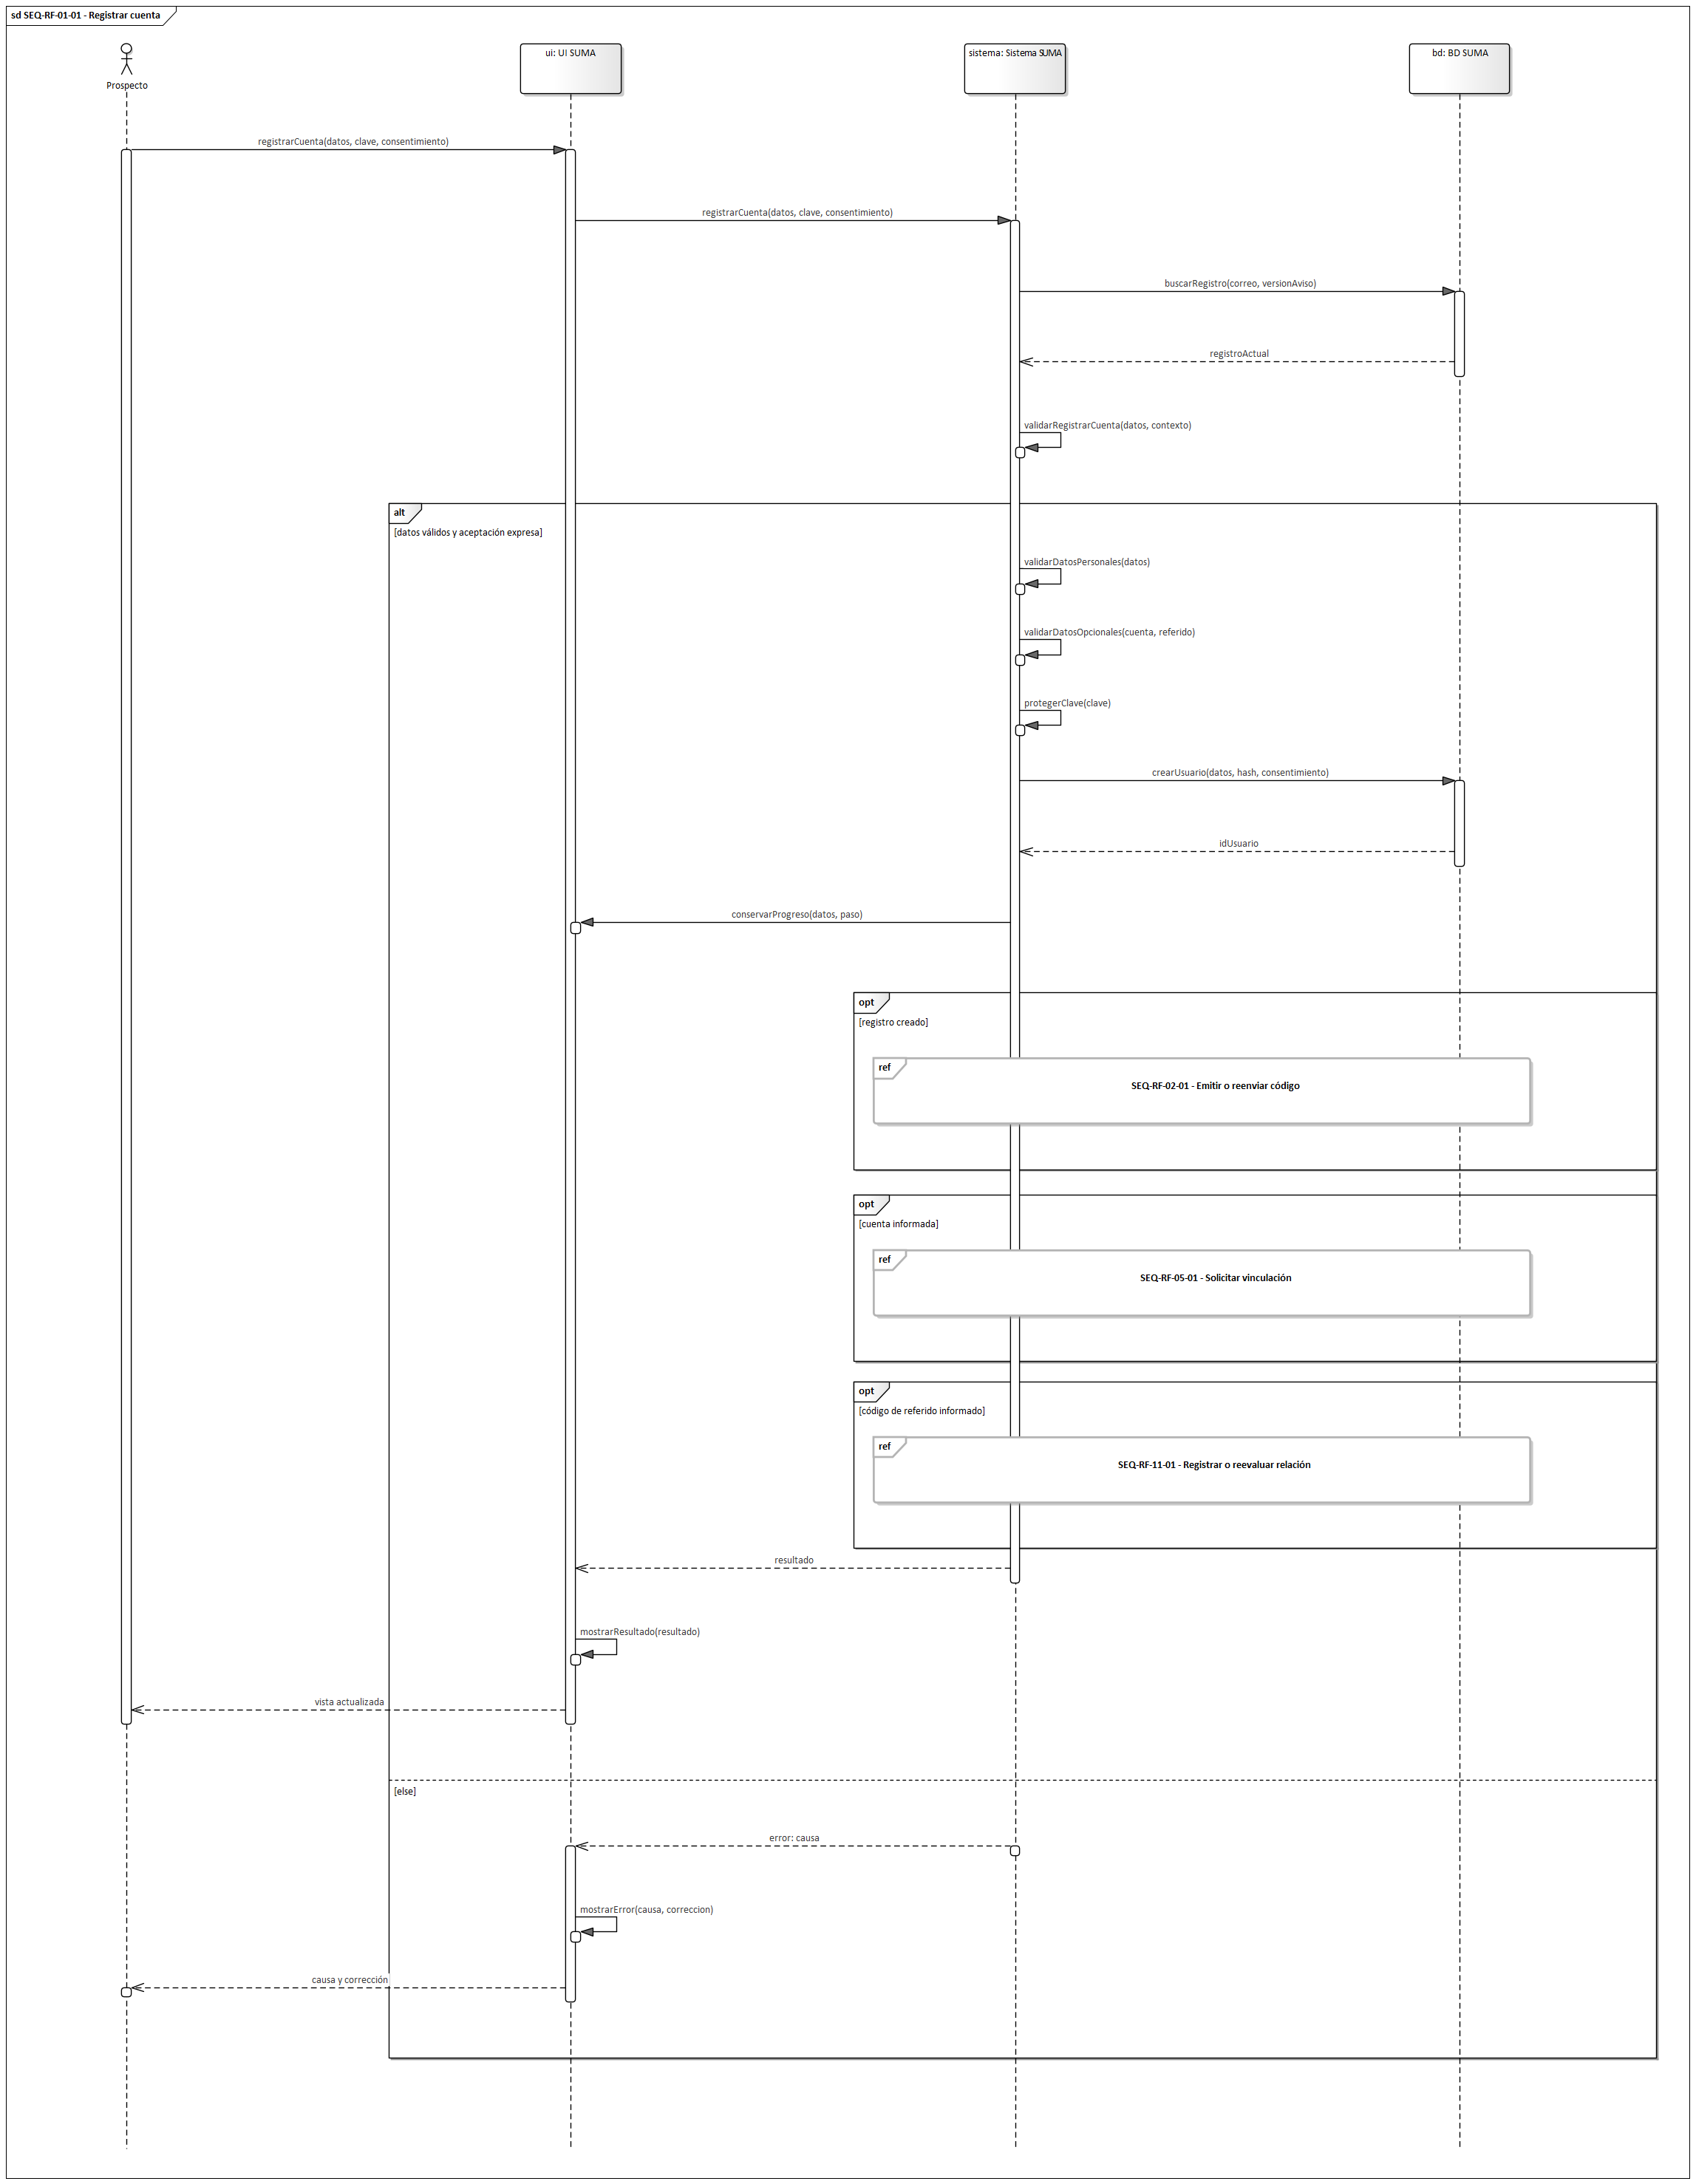 sd SEQ-RF-01-01 - Registrar cuenta
Prospecto
ui: UI SUMA
sistema: Sistema SUMA
bd: BD SUMA
registrarCuenta(datos, clave, consentimiento)
registrarCuenta(datos, clave, consentimiento)
buscarRegistro(correo, versionAviso)
registroActual
validarRegistrarCuenta(datos, contexto)
alt
[datos válidos y aceptación expresa]
validarDatosPersonales(datos)
validarDatosOpcionales(cuenta, referido)
protegerClave(clave)
crearUsuario(datos, hash, consentimiento)
idUsuario
conservarProgreso(datos, paso)
opt
[registro creado]
ref
SEQ-RF-02-01 - Emitir o reenviar código
opt
[cuenta informada]
ref
SEQ-RF-05-01 - Solicitar vinculación
opt
[código de referido informado]
ref
SEQ-RF-11-01 - Registrar o reevaluar relación
resultado
mostrarResultado(resultado)
vista actualizada
[else]
error: causa
mostrarError(causa, correccion)
causa y corrección